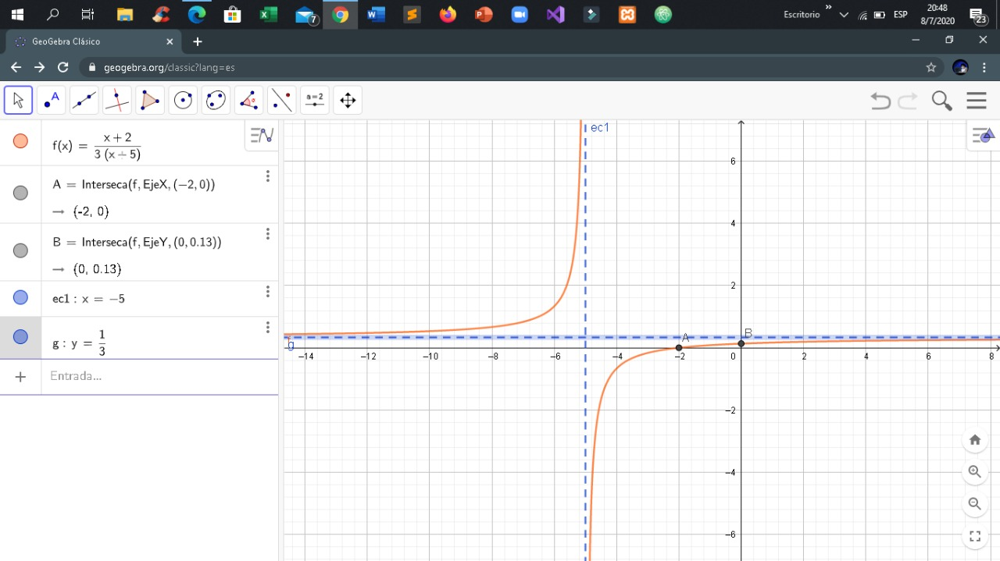 Escritorio
ESP
20:48
8/7/2020
7
23
GeoGebra Clásico
geogebra.org/classic?lang=es
A
a=2
f(x) = x + 2 / 3 (x + 5)
A = Interseca(f, EjeX, (−2, 0))
→ (-2, 0)
B = Interseca(f, EjeY, (0, 0.13))
→ (0, 0.13)
ec1 : x = −5
g : y = 1/3
Entrada...
ec1
6
4
2
g
A
B
−14 −12 −10 −8 −6 −4 −2 0 2 4 6 8
−2
−4
−6